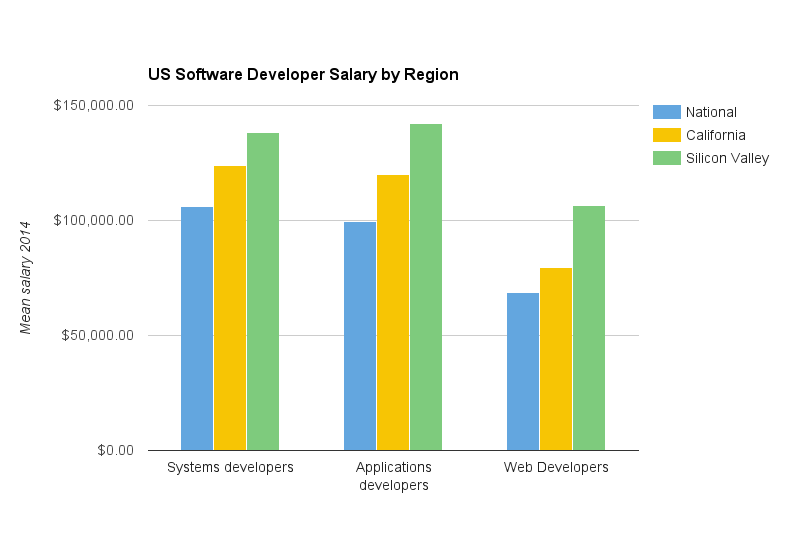 US Software Developer Salary by Region
$150,000.00
$100,000.00
$50,000.00
$0.00
Mean salary 2014
Systems developers
Applications
developers
Web Developers
National
California
Silicon Valley